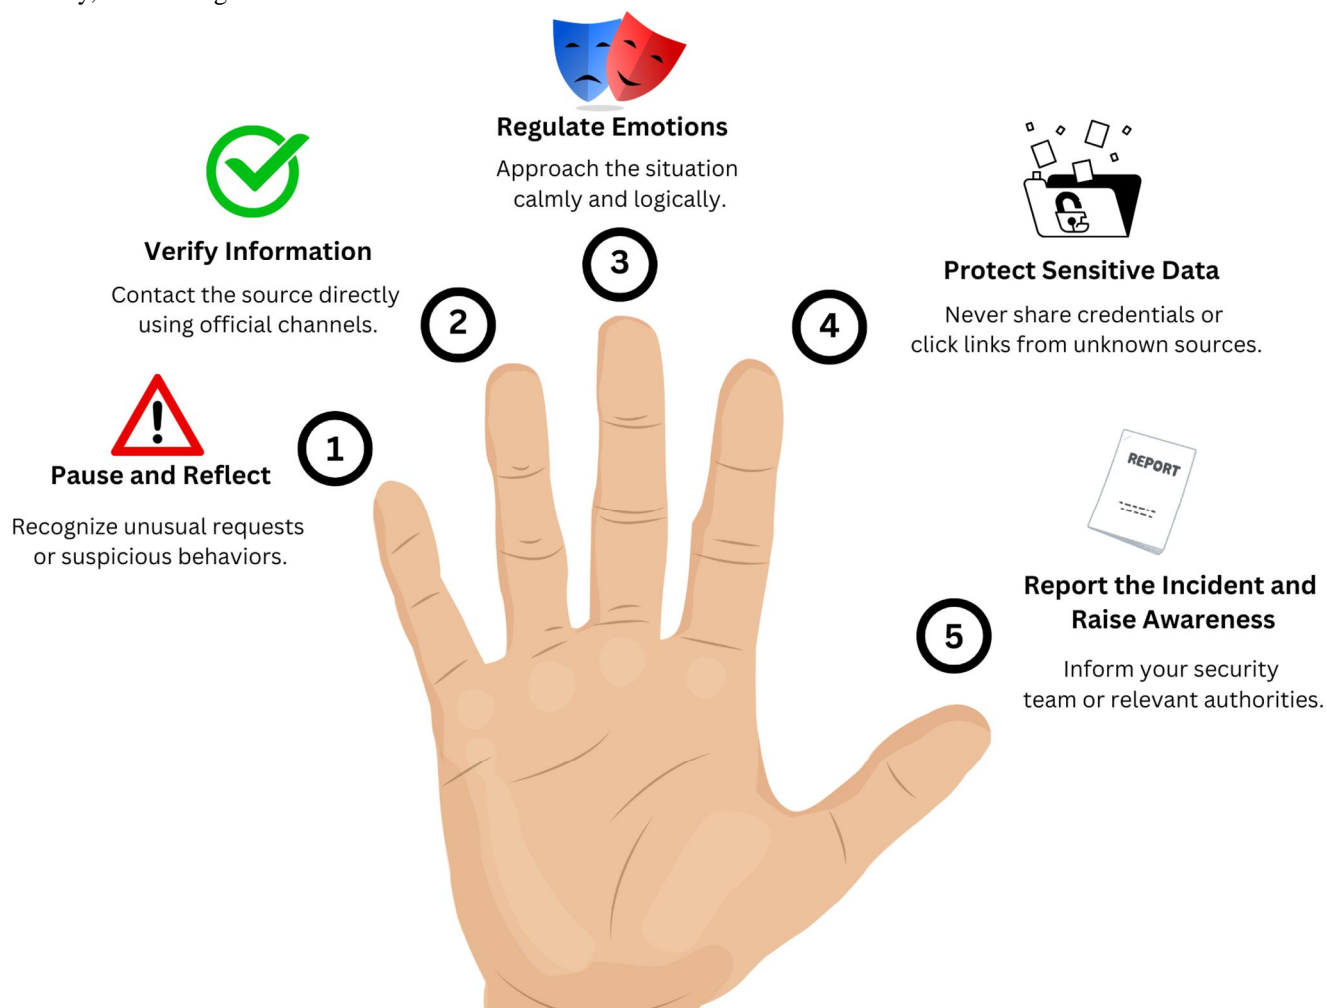 Regulate Emotions
Approach the situation
calmly and logically.
3
Verify Information
Contact the source directly
using official channels.
2
4
Protect Sensitive Data
Never share credentials or
click links from unknown sources.
Pause and Reflect
1
Recognize unusual requests
or suspicious behaviors.
REPORT
5
Report the Incident and
Raise Awareness
Inform your security
team or relevant authorities.